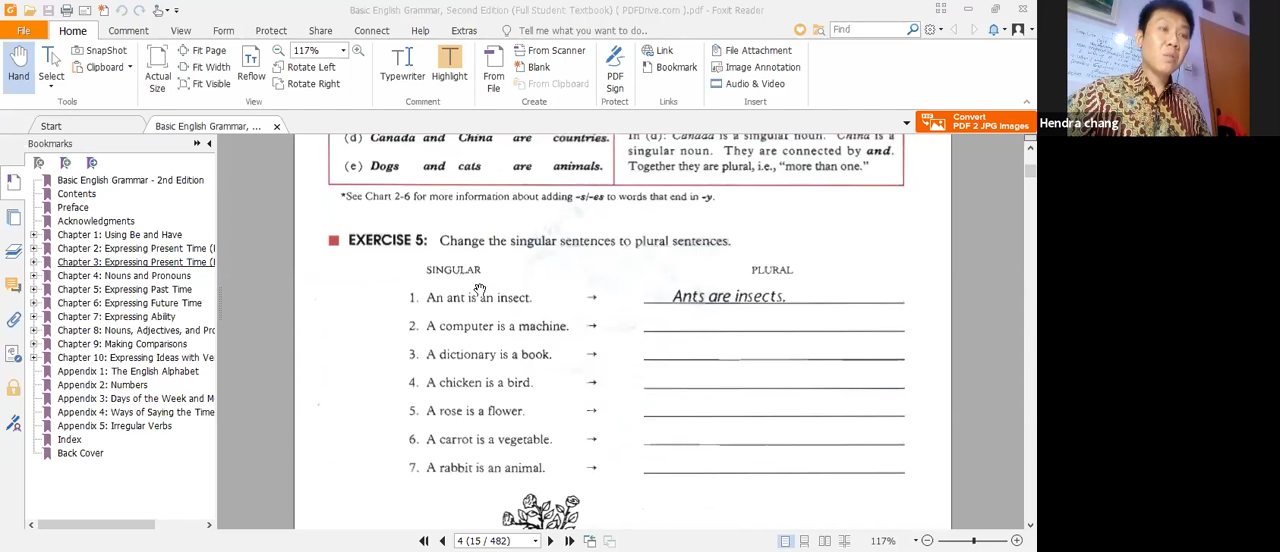 Basic English Grammar, Second Edition (Full Student Textbook) ( PDFDrive.com ).pdf - Foxit Reader
File
Home
Comment
View
Form
Protect
Share
Connect
Help
Extras
Tell me what you want to do..
Find
Hand
Select
SnapShot
Clipboard
Actual Size
Fit Page
Fit Width
Fit Visible
Reflow
117%
Rotate Left
Rotate Right
Typewriter
Highlight
From File
From Scanner
Blank
From Clipboard
PDF Sign
Link
Bookmark
File Attachment
Image Annotation
Audio & Video
Tools
View
Comment
Create
Protect
Links
Insert
Start
Basic English Grammar, ...
Convert
PDF 2 JPG Images
Hendra chang
Bookmarks
Basic English Grammar - 2nd Edition
Contents
Preface
Acknowledgments
Chapter 1: Using Be and Have
Chapter 2: Expressing Present Time (
Chapter 3: Expressing Present Time (
Chapter 4: Nouns and Pronouns
Chapter 5: Expressing Past Time
Chapter 6: Expressing Future Time
Chapter 7: Expressing Ability
Chapter 8: Nouns, Adjectives, and Pro
Chapter 9: Making Comparisons
Chapter 10: Expressing Ideas with Ve
Appendix 1: The English Alphabet
Appendix 2: Numbers
Appendix 3: Days of the Week and M
Appendix 4: Ways of Saying the Time
Appendix 5: Irregular Verbs
Index
Back Cover
(d) Canada and China are countries.
(e) Dogs and cats are animals.
In (d): Canada is a singular noun. China is a
singular noun. They are connected by and.
Together they are plural, i.e., "more than one."
*See Chart 2-6 for more information about adding -s/-es to words that end in -y.
EXERCISE 5: Change the singular sentences to plural sentences.
SINGULAR PLURAL
1. An ant is an insect. → Ants are insects.
2. A computer is a machine. →
3. A dictionary is a book. →
4. A chicken is a bird. →
5. A rose is a flower. →
6. A carrot is a vegetable. →
7. A rabbit is an animal. →
4 (15 / 482)
117%